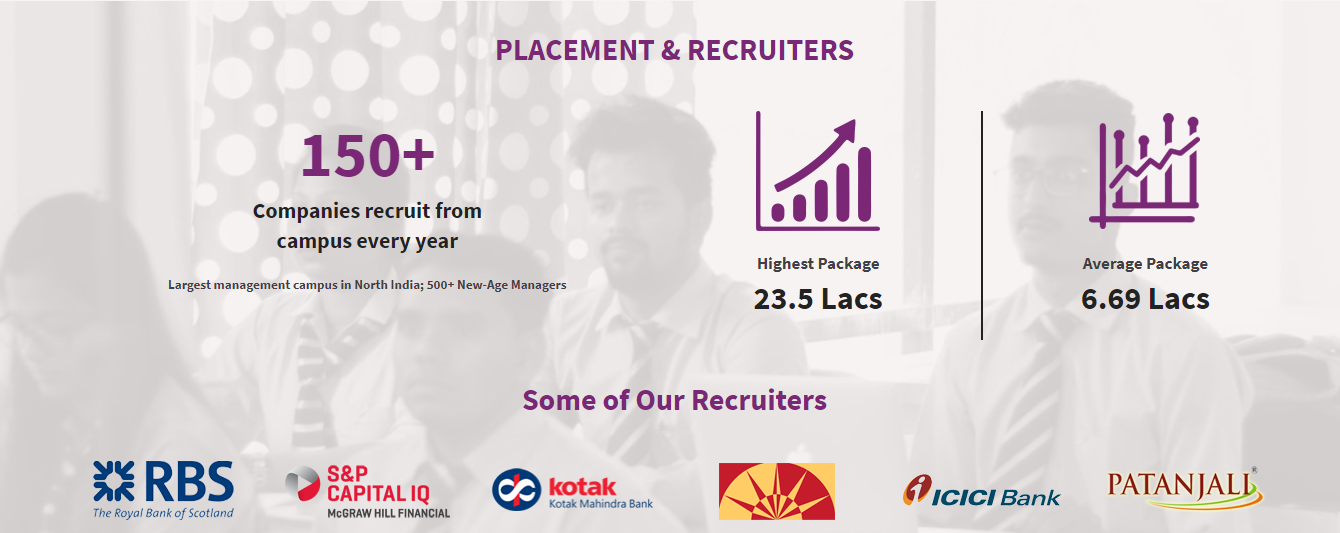 PLACEMENT & RECRUITERS
150+
Companies recruit from
campus every year
Largest management campus in North India; 500+ New-Age Managers
Highest Package
23.5 Lacs
Average Package
6.69 Lacs
Some of Our Recruiters
RBS
The Royal Bank of Scotland
S&P
CAPITAL IQ
McGRAW HILL FINANCIAL
kotak
Kotak Mahindra Bank
ICICI Bank
PATANJALI®